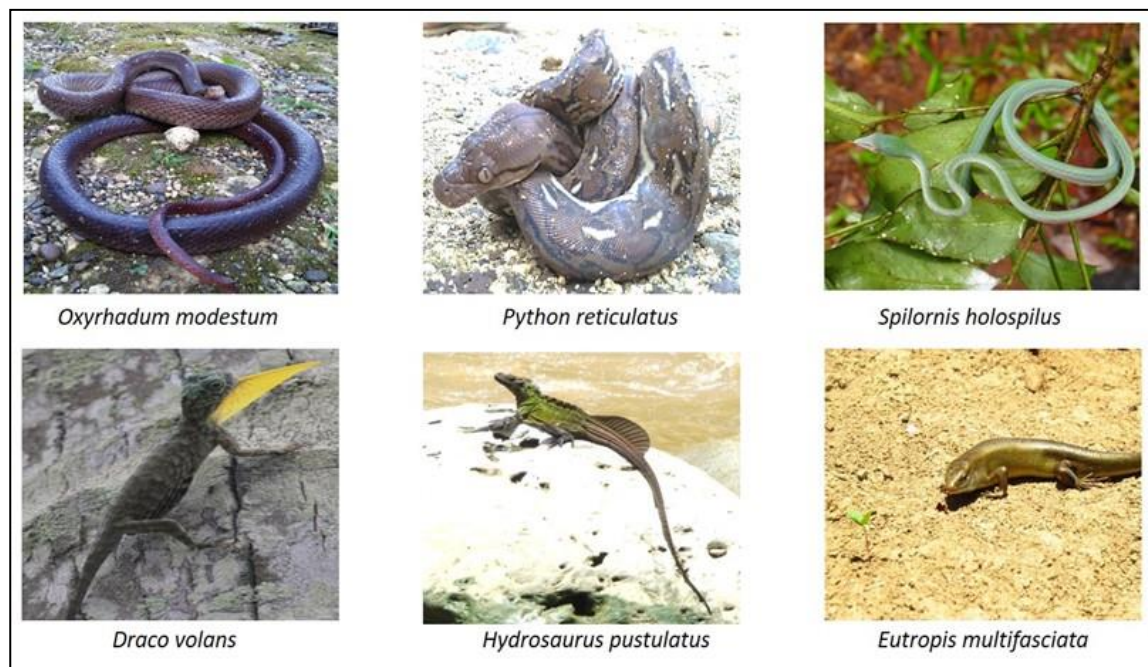 Oxyrhadum modestum
Python reticulatus
Spilornis holospilus
Draco volans
Hydrosaurus pustulatus
Eutropis multifasciata